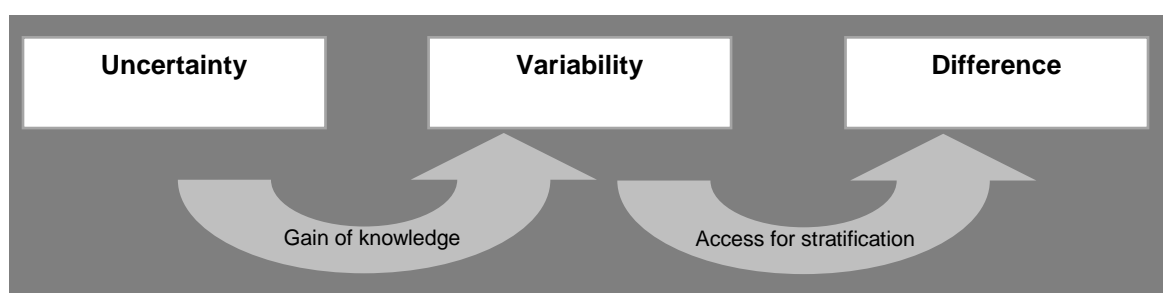 Uncertainty
Variability
Difference
Gain of knowledge
Access for stratification